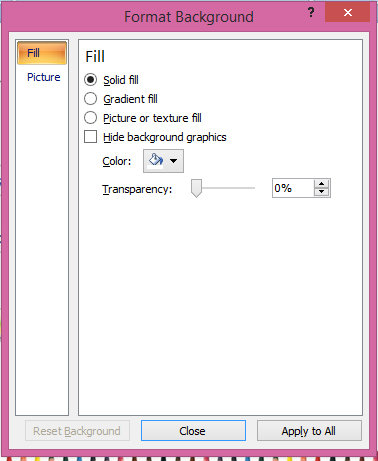 Format Background
?
Fill
Picture
Fill
Solid fill
Gradient fill
Picture or texture fill
Hide background graphics
Color:
Transparency:
0%
Reset Background
Close
Apply to All